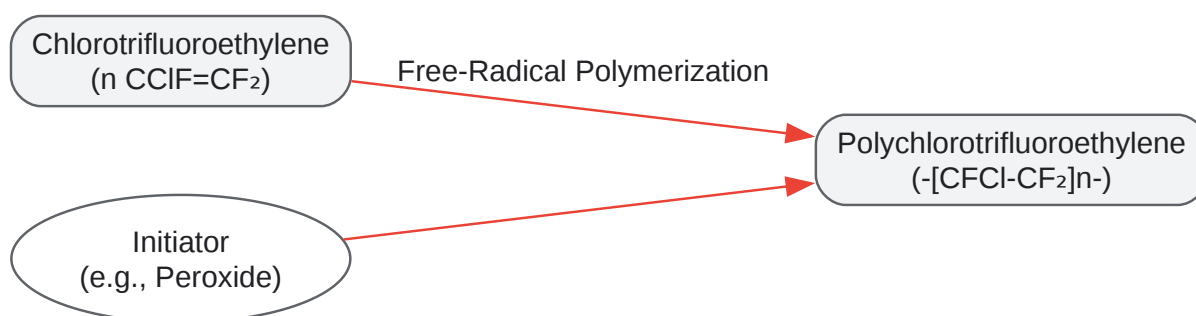 Chlorotrifluoroethylene
(n CClF=CF₂)
Free-Radical Polymerization
Polychlorotrifluoroethylene
(-[CFCl-CF₂]n-)
Initiator
(e.g., Peroxide)